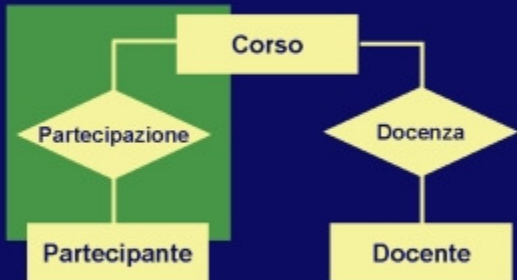 Corso
Partecipazione
Docenza
Partecipante
Docente